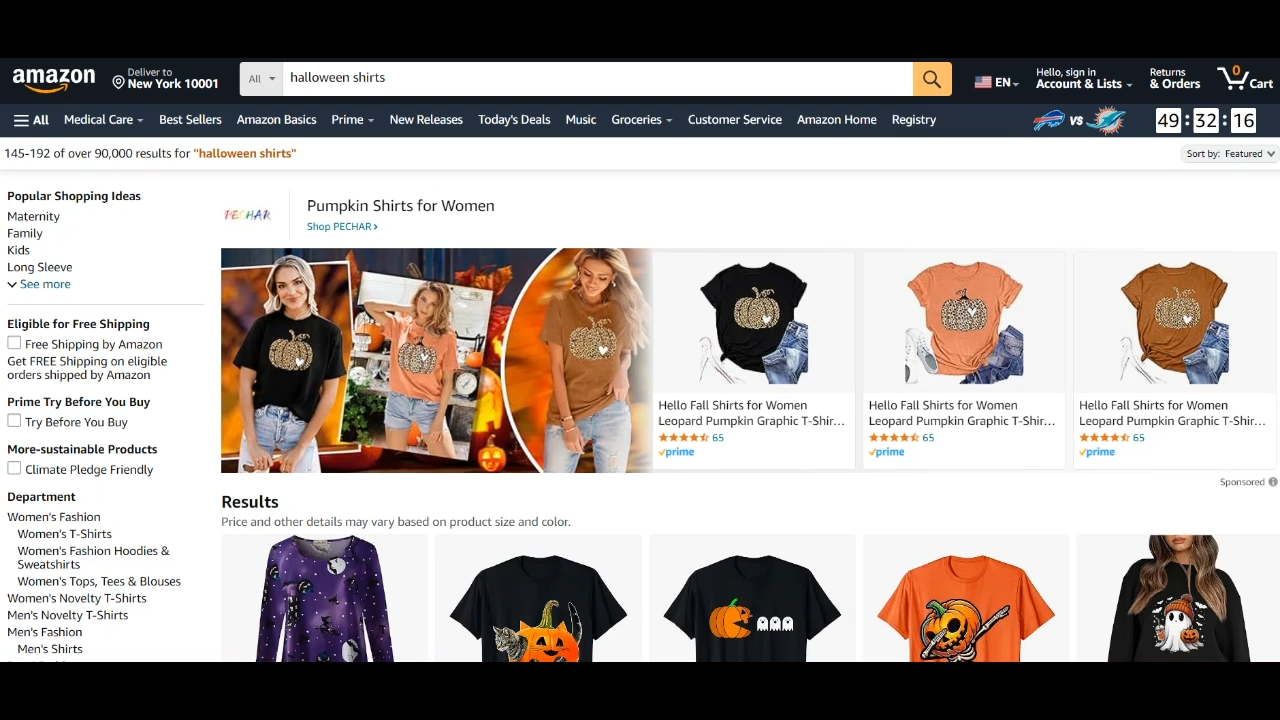 amazon
Deliver to
New York 10001
All
halloween shirts
EN
Hello, sign in
Account & Lists
Returns
& Orders
0
Cart
All
Medical Care
Best Sellers
Amazon Basics
Prime
New Releases
Today's Deals
Music
Groceries
Customer Service
Amazon Home
Registry
VS
49:32:16
145-192 of over 90,000 results for "halloween shirts"
Sort by: Featured
Popular Shopping Ideas
Maternity
Family
Kids
Long Sleeve
See more
Eligible for Free Shipping
Free Shipping by Amazon
Get FREE Shipping on eligible
orders shipped by Amazon
Prime Try Before You Buy
Try Before You Buy
More-sustainable Products
Climate Pledge Friendly
Department
Women's Fashion
Women's T-Shirts
Women's Fashion Hoodies &
Sweatshirts
Women's Tops, Tees & Blouses
Women's Novelty T-Shirts
Men's Novelty T-Shirts
Men's Fashion
Men's Shirts
PECHAR
Pumpkin Shirts for Women
Shop PECHAR ›
Hello Fall Shirts for Women
Leopard Pumpkin Graphic T-Shir...
65
prime
Hello Fall Shirts for Women
Leopard Pumpkin Graphic T-Shir...
65
prime
Hello Fall Shirts for Women
Leopard Pumpkin Graphic T-Shir...
65
prime
Sponsored
Results
Price and other details may vary based on product size and color.